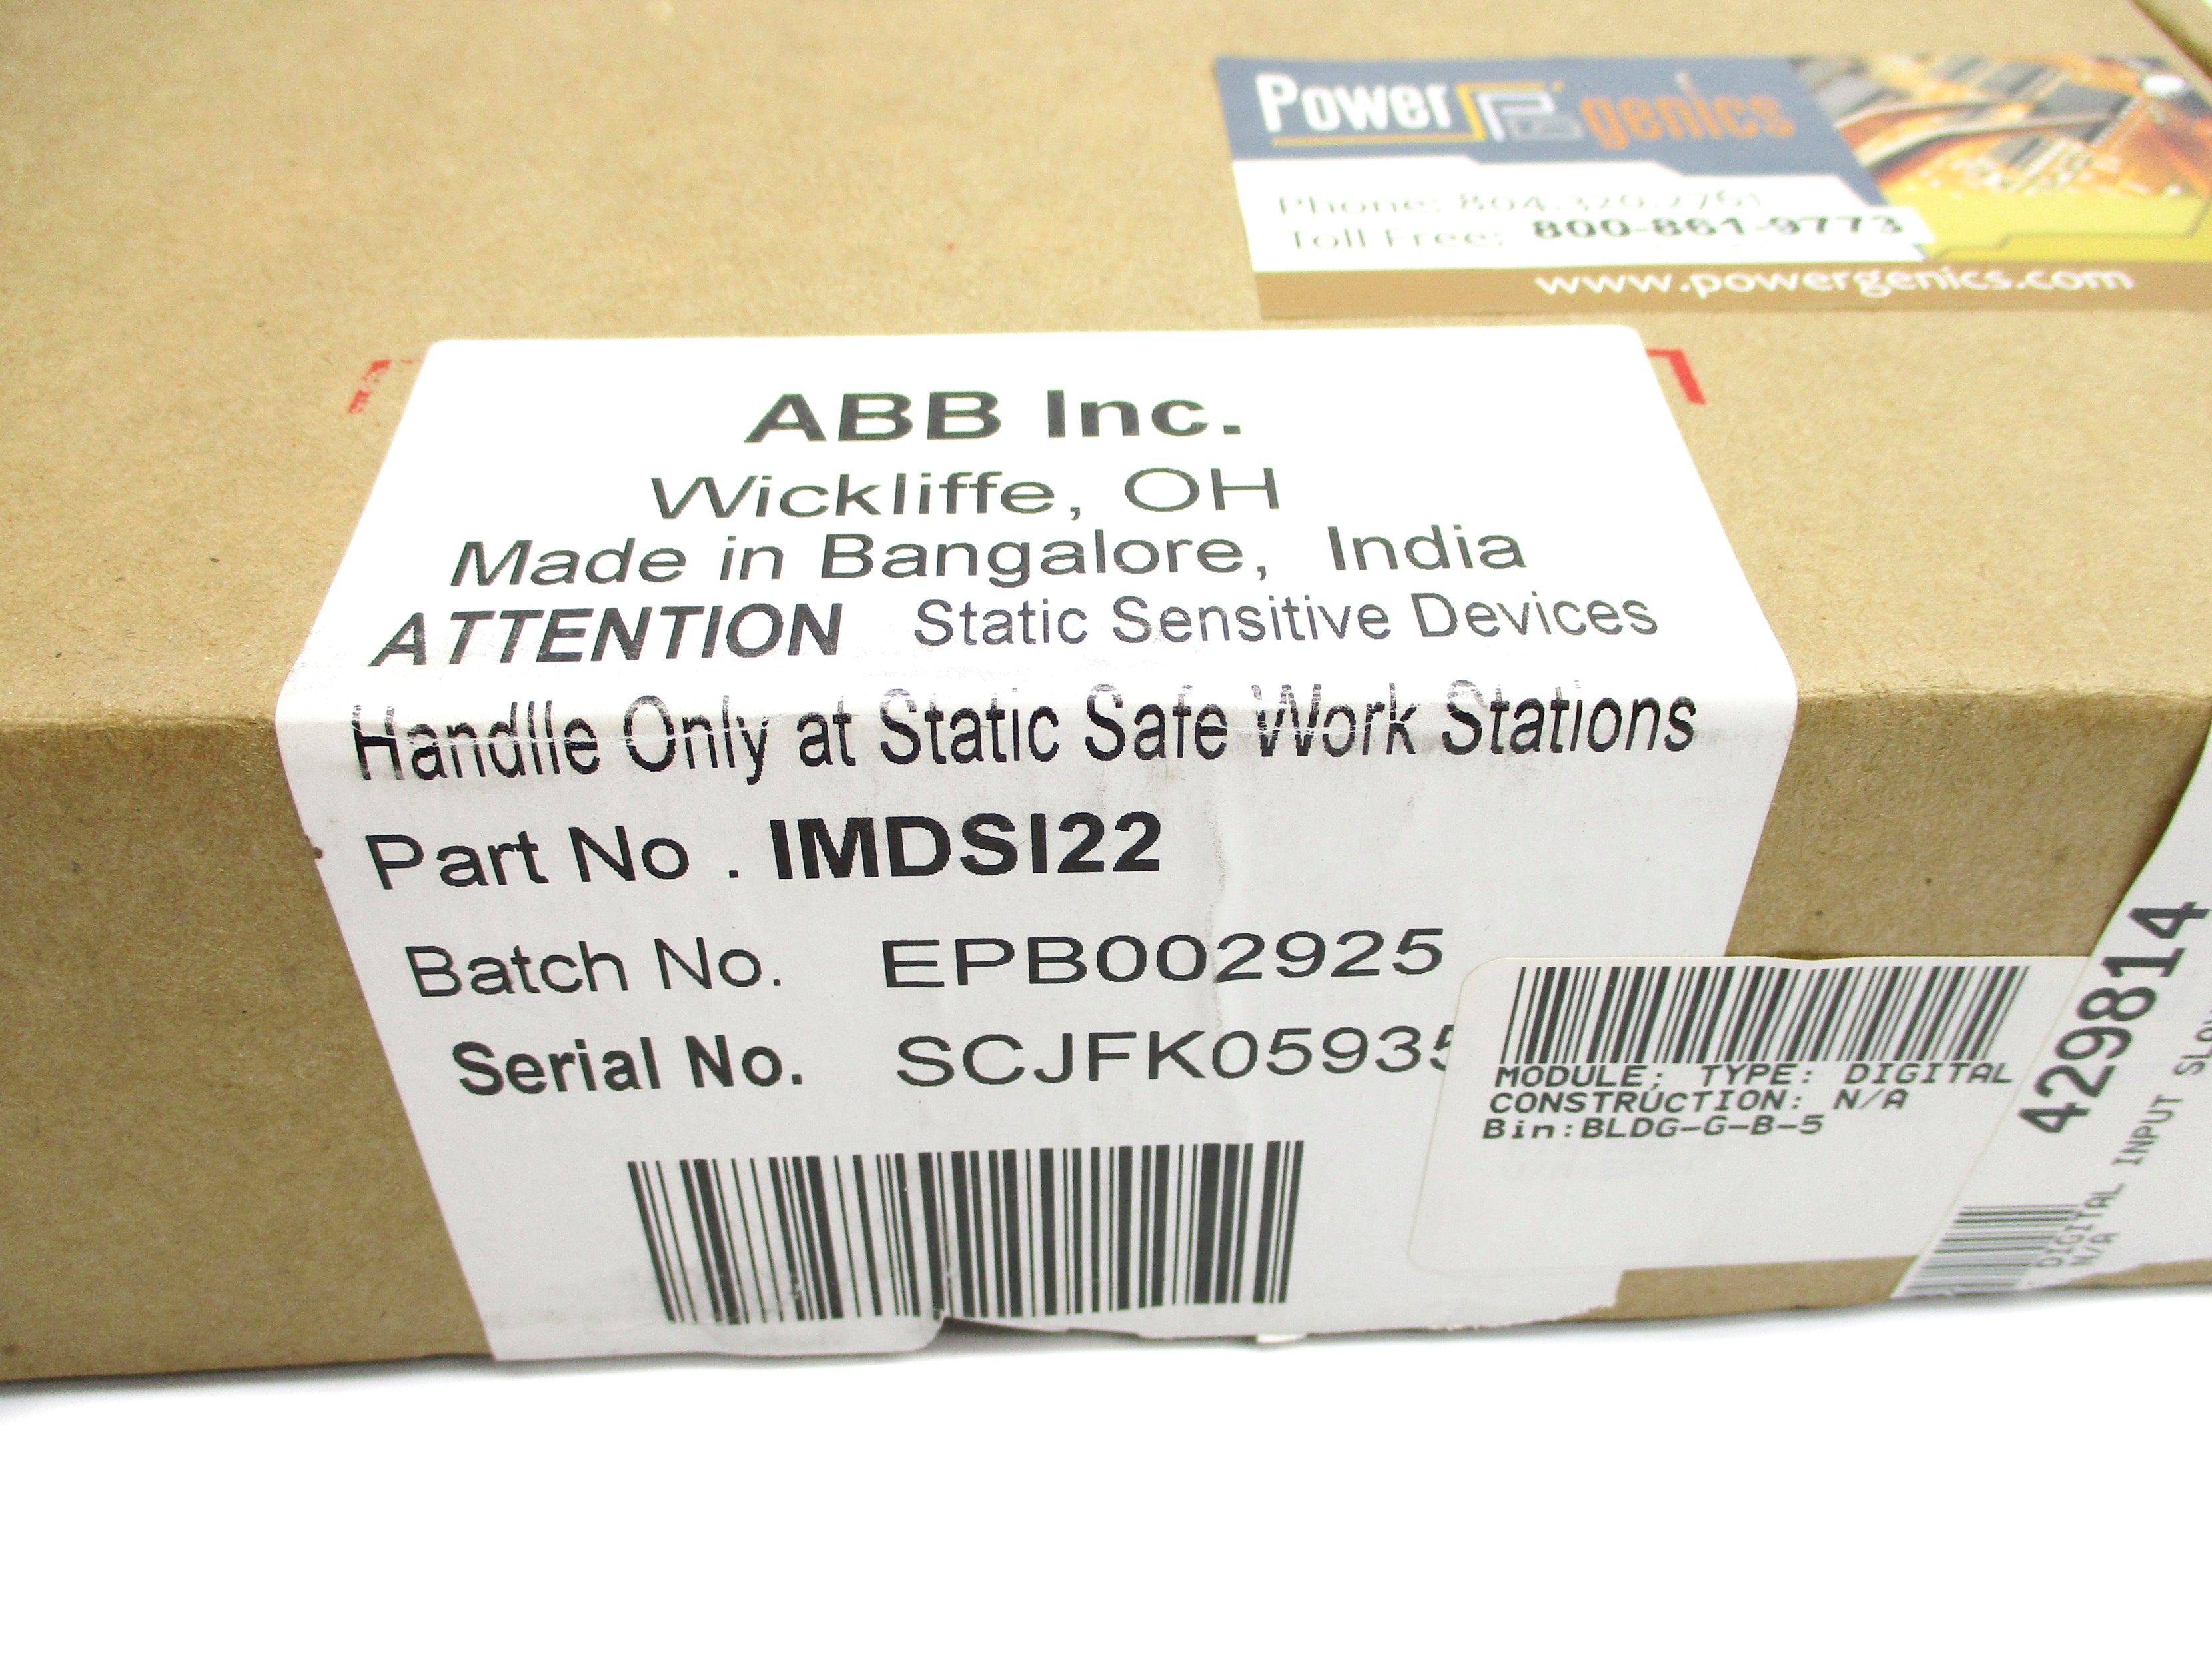 Power genics
Phone: 804.320.2761
Toll Free: 800-861-9773
www.powergenics.com
ABB Inc.
Wickliffe, OH
Made in Bangalore, India
ATTENTION Static Sensitive Devices
Handlle Only at Static Safe Work Stations
Part No . IMDSI22
Batch No. EPB002925
Serial No. SCJFK05935
MODULE; TYPE: DIGITAL
CONSTRUCTION: N/A
Bin:BLDG-G-B-5
429814
DIGITAL INPUT
N/A